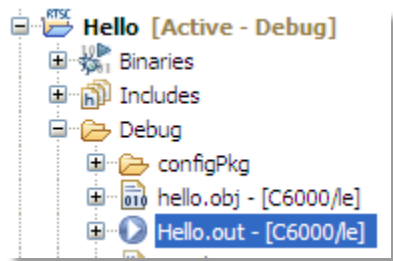 RTSC
Hello [Active - Debug]
Binaries
Includes
Debug
configPkg
hello.obj - [C6000/le]
Hello.out - [C6000/le]